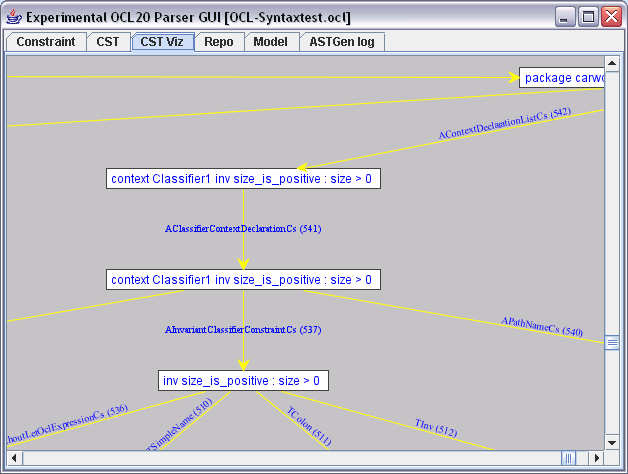 Experimental OCL20 Parser GUI [OCL-Syntaxtest.ocl]
Constraint CST CST Viz Repo Model ASTGen log
package carwo
AContextDeclarationListCs (542)
context Classifier1 inv size_is_positive : size > 0
AClassifierContextDeclarationCs (541)
context Classifier1 inv size_is_positive : size > 0
AInvariantClassifierConstraintCs (537)
APathNameCs (540)
inv size_is_positive : size > 0
houtLetOclExpressionCs (536)
TSimpleName (510)
TColon (511)
TInv (512)